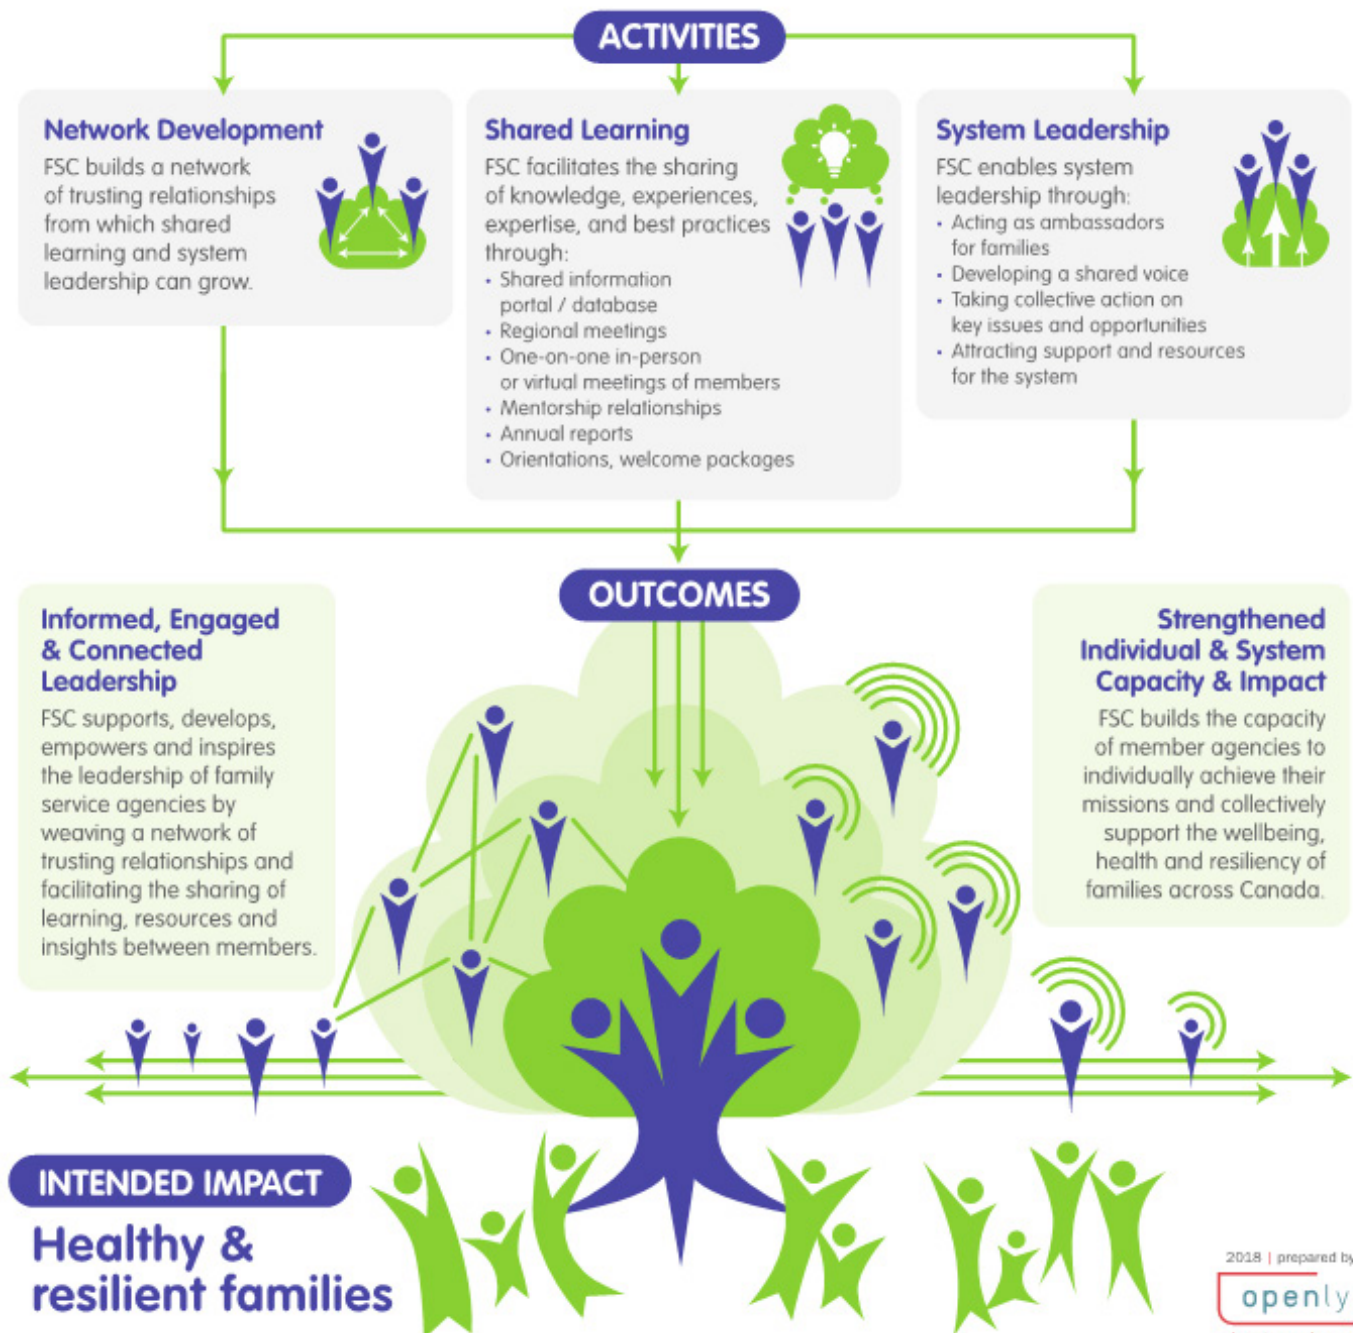 ACTIVITIES
Network Development
FSC builds a network
of trusting relationships
from which shared
learning and system
leadership can grow.
Shared Learning
FSC facilitates the sharing
of knowledge, experiences,
expertise, and best practices
through:
• Shared information
portal / database
• Regional meetings
• One-on-one in-person
or virtual meetings of members
• Mentorship relationships
• Annual reports
• Orientations, welcome packages
System Leadership
FSC enables system
leadership through:
• Acting as ambassadors
for families
• Developing a shared voice
• Taking collective action on
key issues and opportunities
• Attracting support and resources
for the system
OUTCOMES
Informed, Engaged
& Connected
Leadership
FSC supports, develops,
empowers and inspires
the leadership of family
service agencies by
weaving a network of
trusting relationships and
facilitating the sharing of
learning, resources and
insights between members.
Strengthened
Individual & System
Capacity & Impact
FSC builds the capacity
of member agencies to
individually achieve their
missions and collectively
support the wellbeing,
health and resiliency of
families across Canada.
INTENDED IMPACT
Healthy &
resilient families
2018 | prepared by
openly